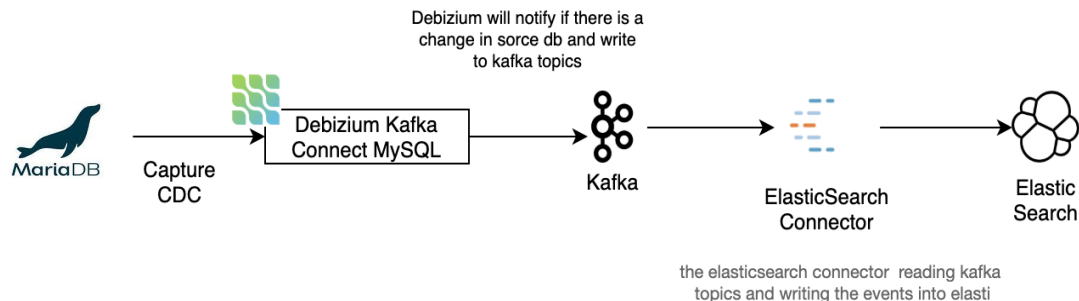 Debizium will notify if there is a
change in sorce db and write
to kafka topics
MariaDB
Capture
CDC
Debizium Kafka
Connect MySQL
Kafka
ElasticSearch
Connector
Elastic
Search
the elasticsearch connector reading kafka
topics and writing the events into elasti